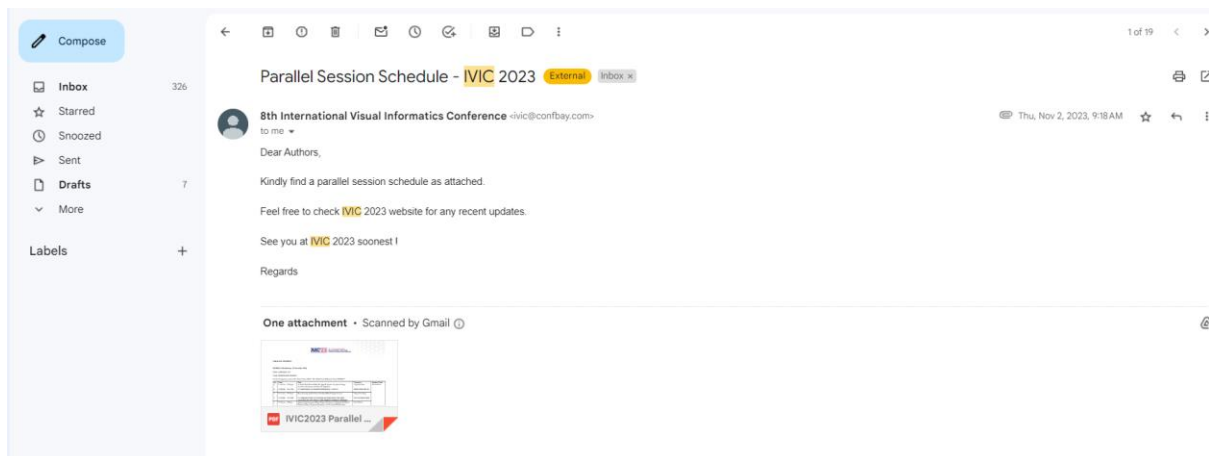 Compose
1 of 19
Inbox 326
Starred
Snoozed
Sent
Drafts 7
More
Labels
Parallel Session Schedule - IVIC 2023 External Inbox x
8th International Visual Informatics Conference <ivic@confbay.com> Thu, Nov 2, 2023, 9:18 AM
to me
Dear Authors,
Kindly find a parallel session schedule as attached.
Feel free to check IVIC 2023 website for any recent updates.
See you at IVIC 2023 soonest !
Regards
One attachment • Scanned by Gmail
PDF IVIC2023 Parallel ...